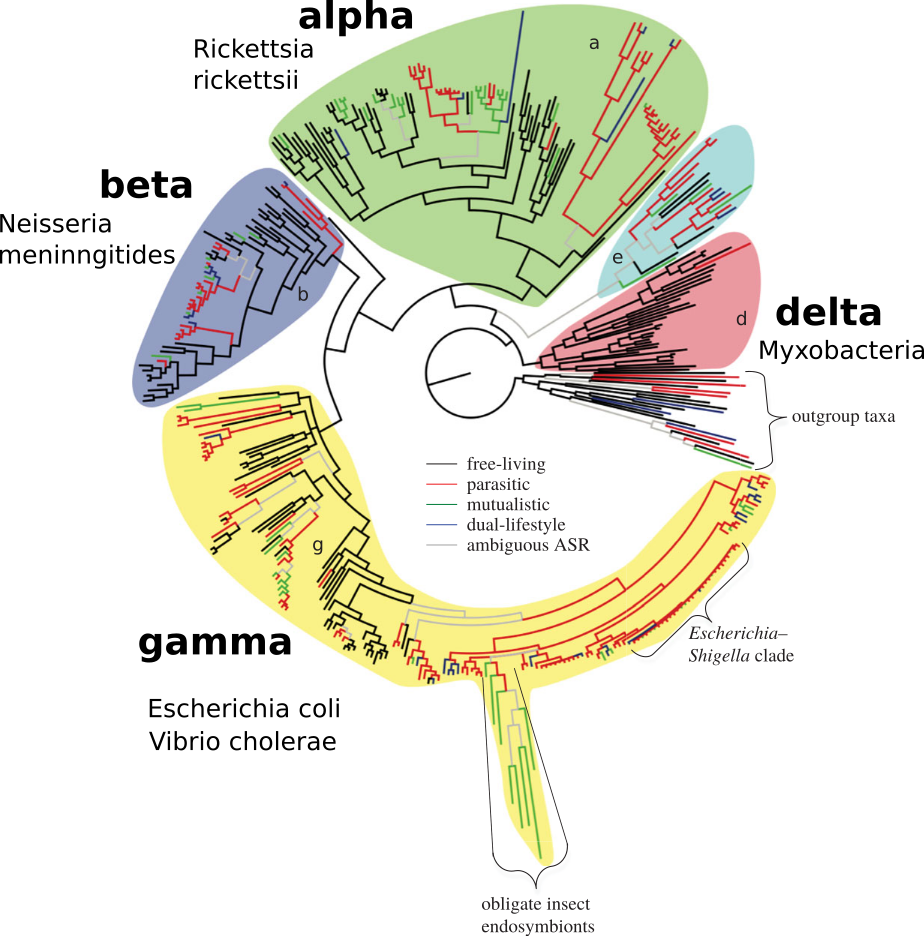 alpha
Rickettsia
rickettsii
a
beta
Neisseria
meninngitides
b
e
d
delta
Myxobacteria
outgroup taxa
free-living
parasitic
mutualistic
dual-lifestyle
ambiguous ASR
g
gamma
Escherichia coli
Vibrio cholerae
Escherichia–
Shigella clade
obligate insect
endosymbionts